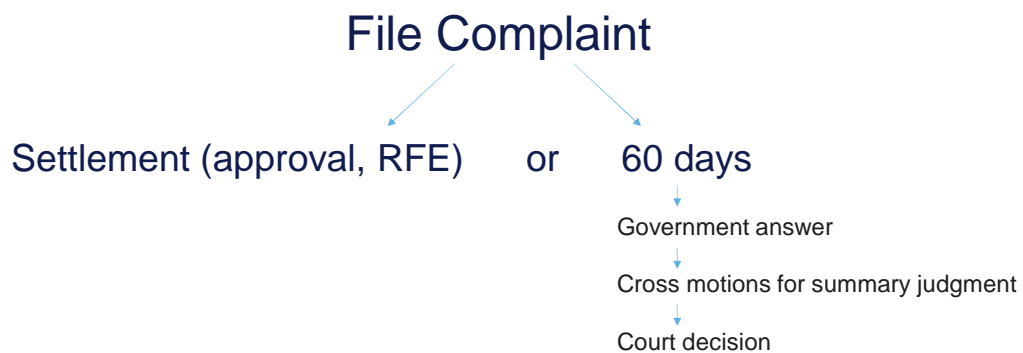 File Complaint
Settlement (approval, RFE) or 60 days
Government answer
Cross motions for summary judgment
Court decision